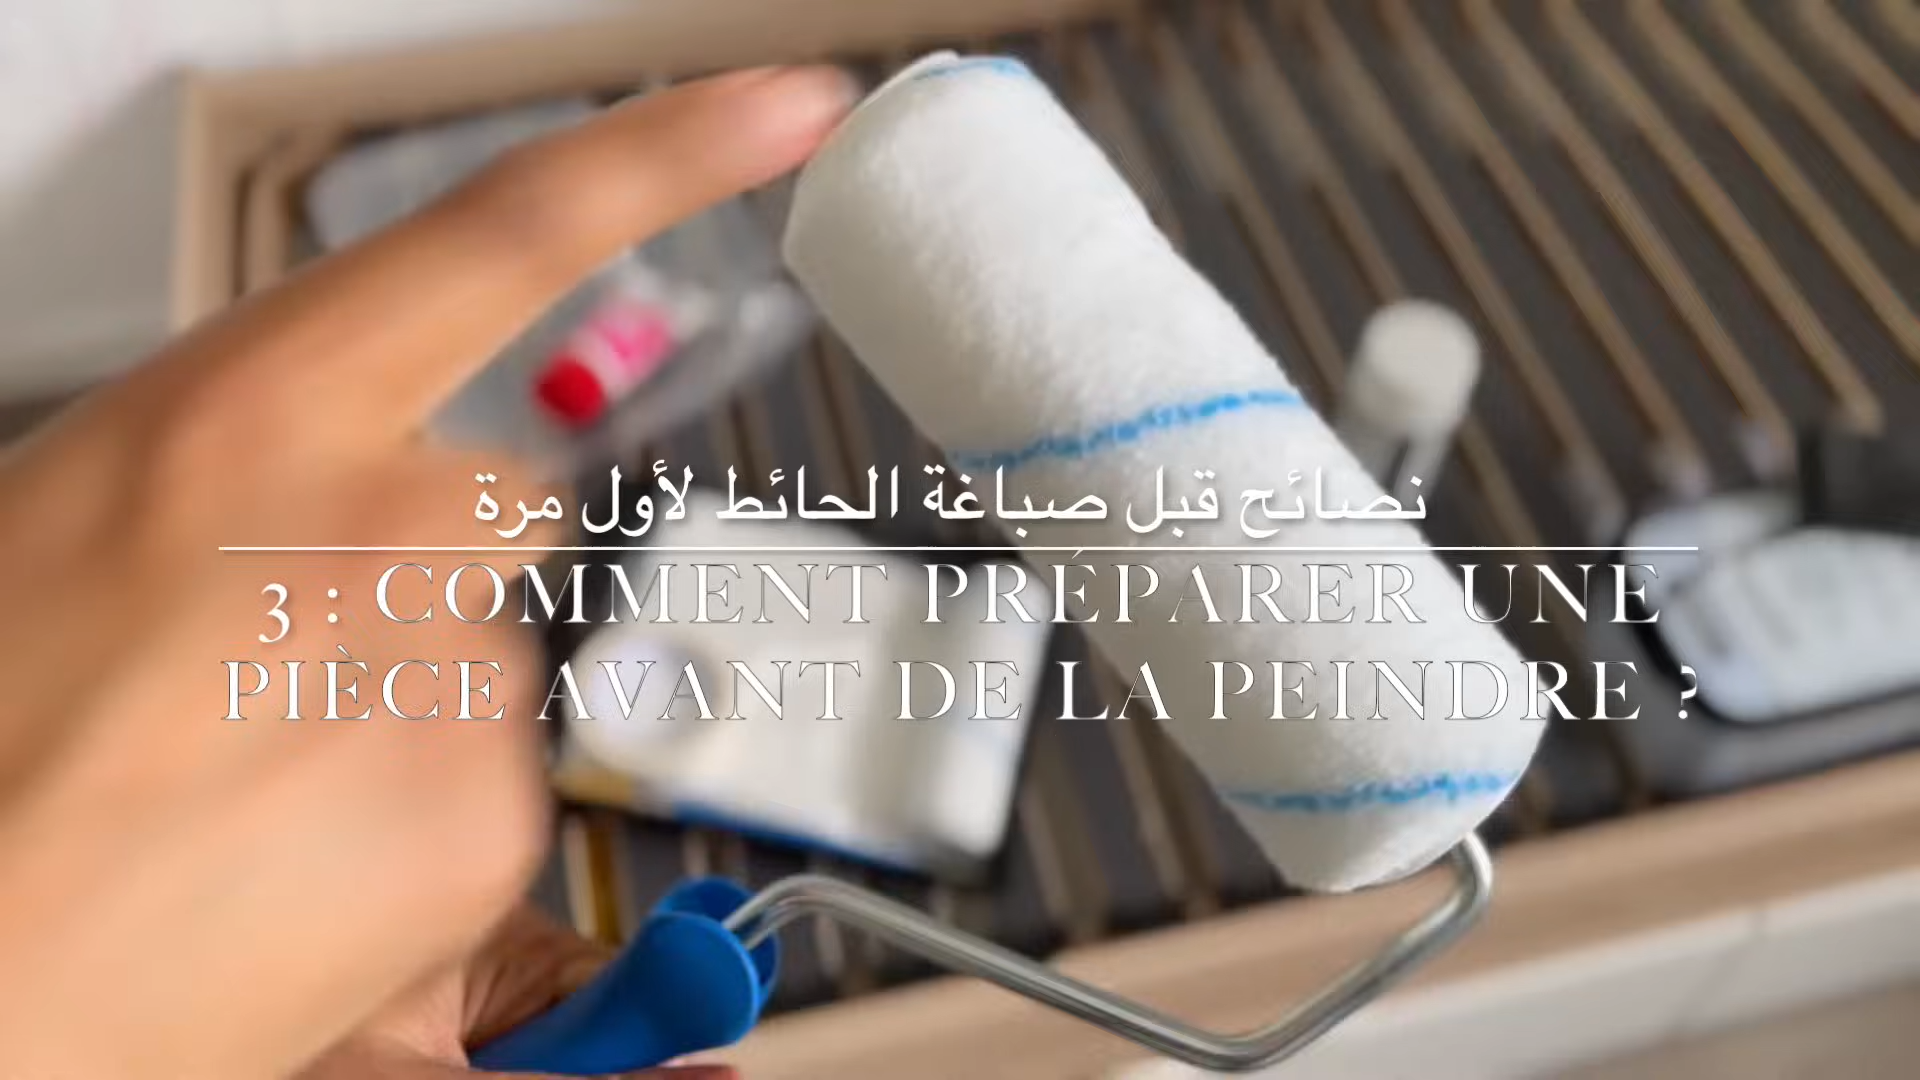 نصائح قبل صباغة الحائط لأول مرة
3 : COMMENT PRÉPARER UNE
PIÈCE AVANT DE LA PEINDRE ?